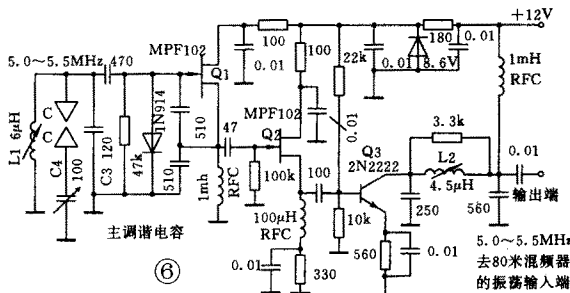 +12V
MPF102
Q1
5.0～5.5MHz
470
100
0.01
100
22k
0.01
180
8.6V
0.01
1mH
RFC
L1 6μH
C
C
C4
100
C3 120
47k
1N914
510
510
47
MPF102
Q2
0.01
Q3
2N2222
3.3k
L2
4.5μH
0.01
输出端
1mh
RFC
100k
100
100μH
RFC
10k
250
560
主调谐电容
⑥
0.01
330
560
0.01
5.0～5.5MHz
去80米混频器
的振荡输入端